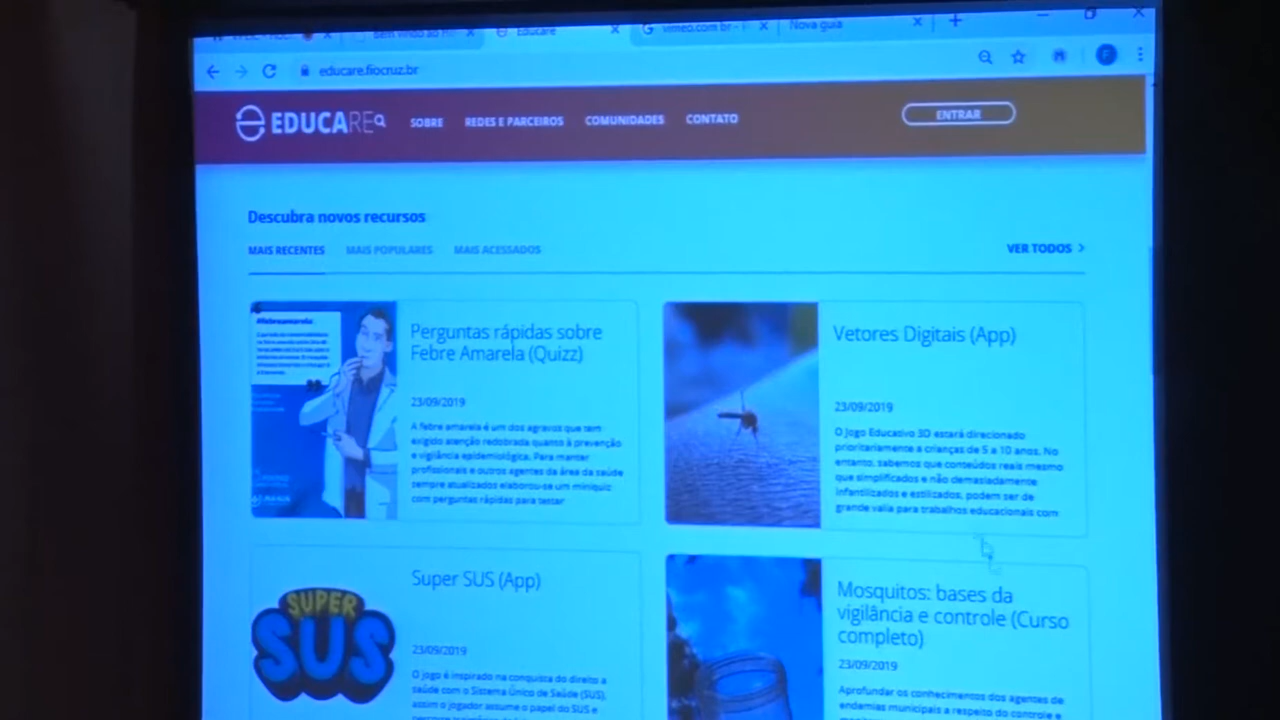 Educare
vimeo.com.br -
Nova guia
educare.fiocruz.br
EDUCARE
SOBRE
REDES E PARCEIROS
COMUNIDADES
CONTATO
ENTRAR
Descubra novos recursos
MAIS RECENTES
MAIS POPULARES
MAIS ACESSADOS
VER TODOS >
#febreamarela
Perguntas rápidas sobre
Febre Amarela (Quizz)
23/09/2019
A febre amarela é um dos agravos que tem
exigido atenção redobrada quanto à prevenção
e vigilância epidemiológica. Para manter
profissionais e outros agentes da área da saúde
sempre atualizados elaborou-se um miniquiz
com perguntas rápidas para testar
Vetores Digitais (App)
23/09/2019
O Jogo Educativo 3D estará direcionado
prioritariamente a crianças de 5 a 10 anos. No
entanto, sabemos que conteúdos reais mesmo
que simplificados e não demasiadamente
infantilizados e estilizados, podem ser de
grande valia para trabalhos educacionais com
SUPER
SUS
Super SUS (App)
23/09/2019
O jogo é inspirado na conquista do direito a
saúde com o Sistema Único de Saúde (SUS),
assim o jogador assume o papel do SUS e
Mosquitos: bases da
vigilância e controle (Curso
completo)
23/09/2019
Aprofundar os conhecimentos dos agentes de
endemias municipais a respeito do controle e